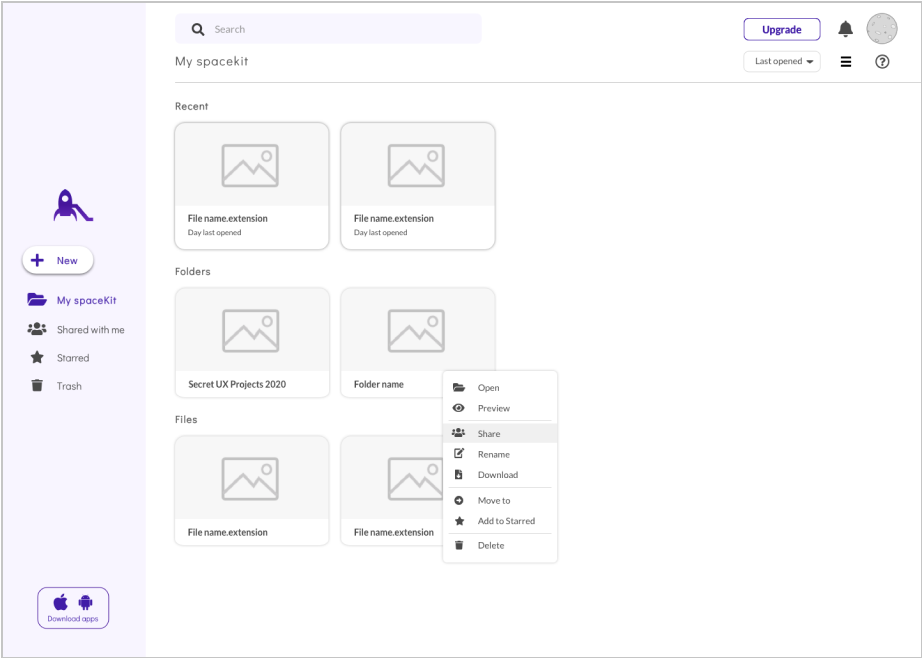 Search
Upgrade
My spacekit
Last opened
Recent
File name.extension
Day last opened
File name.extension
Day last opened
New
My spaceKit
Shared with me
Starred
Trash
Folders
Secret UX Projects 2020
Folder name
Files
File name.extension
File name.extension
Open
Preview
Share
Rename
Download
Move to
Add to Starred
Delete
Download apps